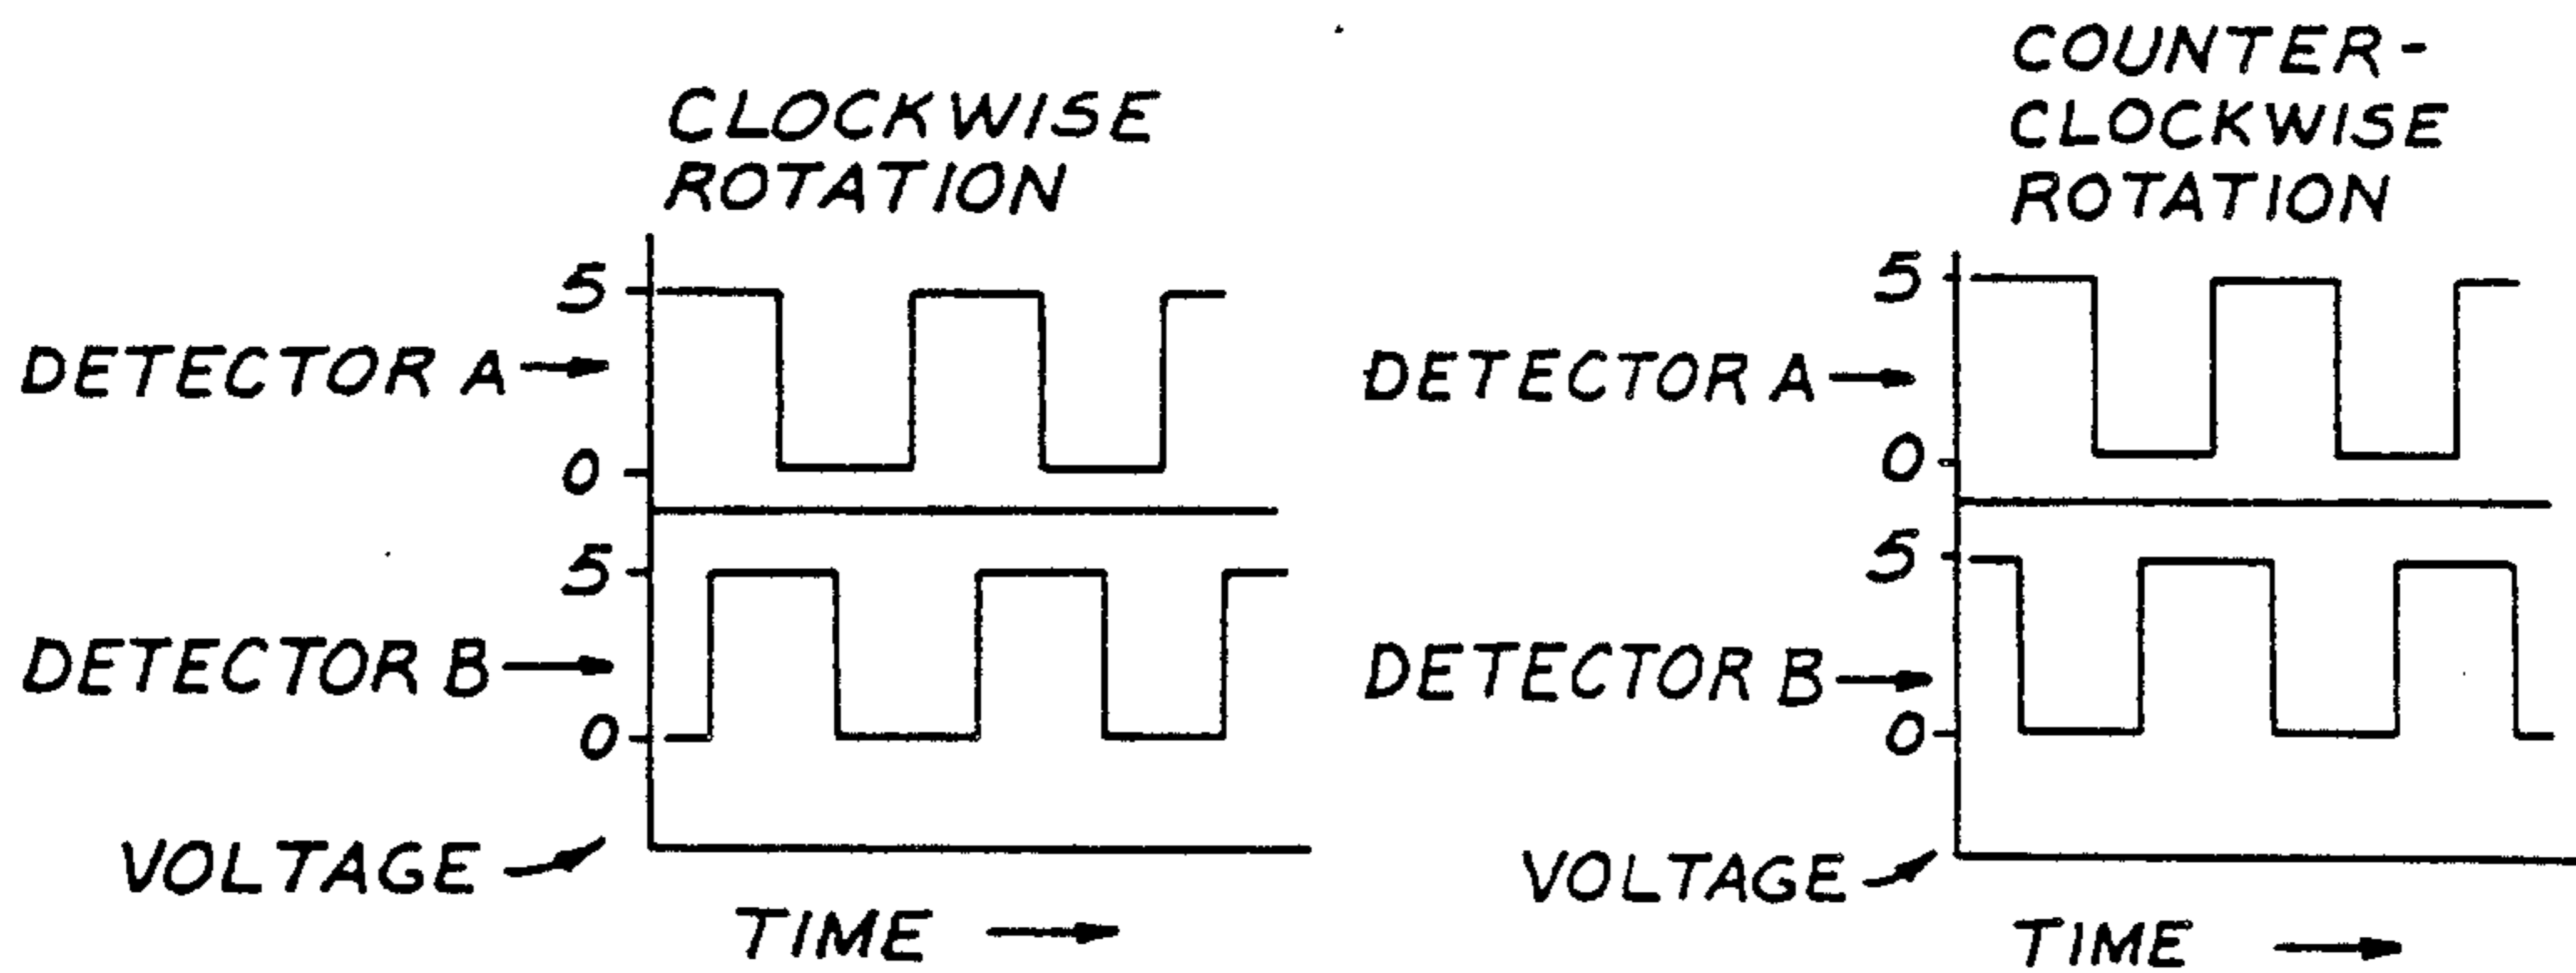 CLOCKWISE
ROTATION
5
DETECTOR A
0
5
DETECTOR B
0
VOLTAGE
TIME
COUNTER-
CLOCKWISE
ROTATION
5
DETECTOR A
0
5
DETECTOR B
0
VOLTAGE
TIME